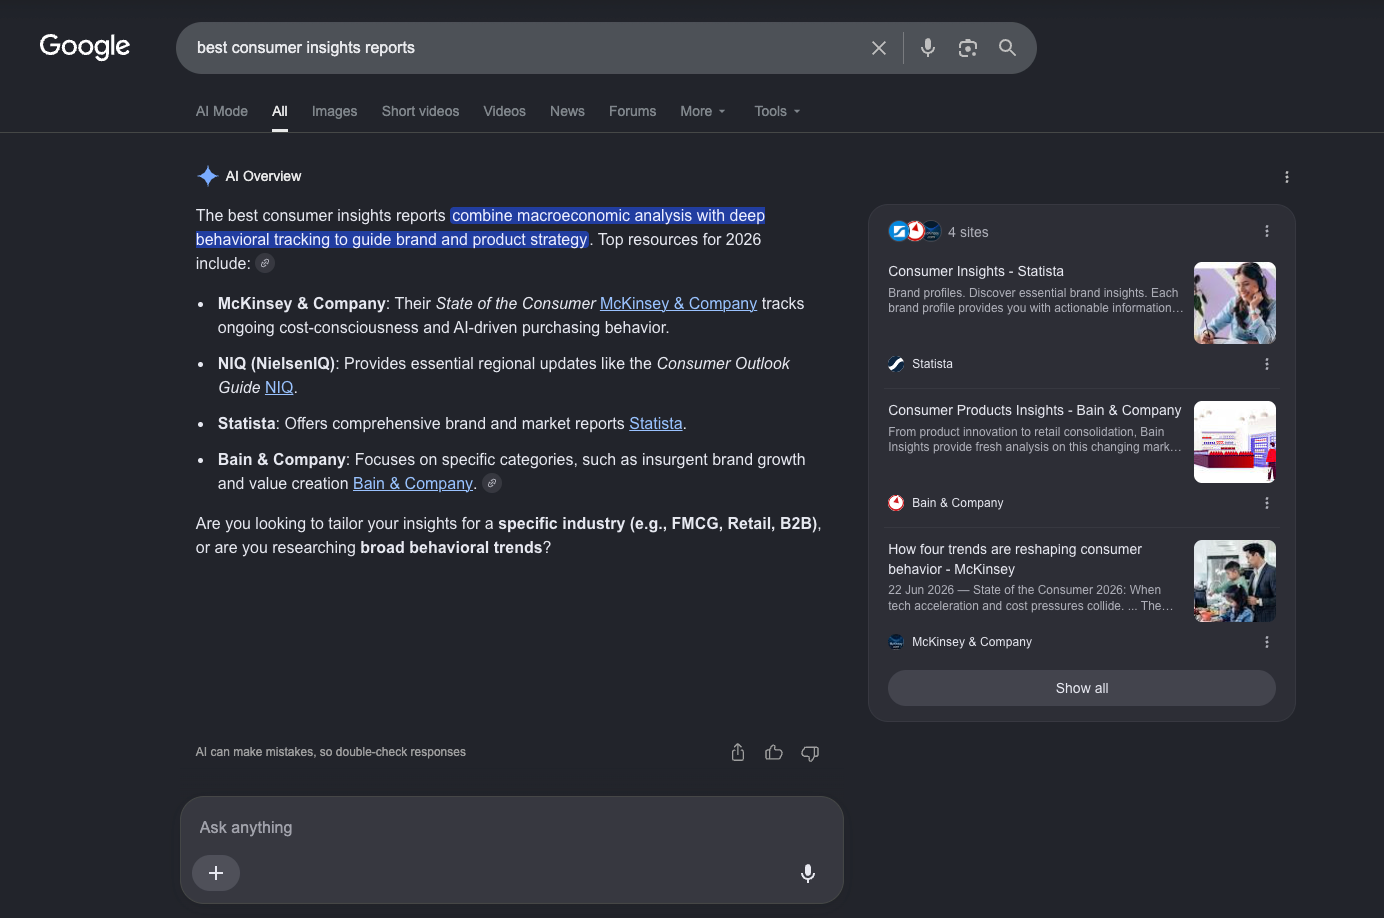 Google
best consumer insights reports
AI Mode All Images Short videos Videos News Forums More Tools
AI Overview
The best consumer insights reports combine macroeconomic analysis with deep
behavioral tracking to guide brand and product strategy. Top resources for 2026
include:
• McKinsey & Company: Their State of the Consumer McKinsey & Company tracks
ongoing cost-consciousness and AI-driven purchasing behavior.
• NIQ (NielsenIQ): Provides essential regional updates like the Consumer Outlook
Guide NIQ.
• Statista: Offers comprehensive brand and market reports Statista.
• Bain & Company: Focuses on specific categories, such as insurgent brand growth
and value creation Bain & Company.
Are you looking to tailor your insights for a specific industry (e.g., FMCG, Retail, B2B),
or are you researching broad behavioral trends?
AI can make mistakes, so double-check responses
Ask anything
4 sites
Consumer Insights - Statista
Brand profiles. Discover essential brand insights. Each
brand profile provides you with actionable information…
Statista
Consumer Products Insights - Bain & Company
From product innovation to retail consolidation, Bain
Insights provide fresh analysis on this changing mark…
Bain & Company
How four trends are reshaping consumer
behavior - McKinsey
22 Jun 2026 — State of the Consumer 2026: When
tech acceleration and cost pressures collide. ... The…
McKinsey & Company
Show all